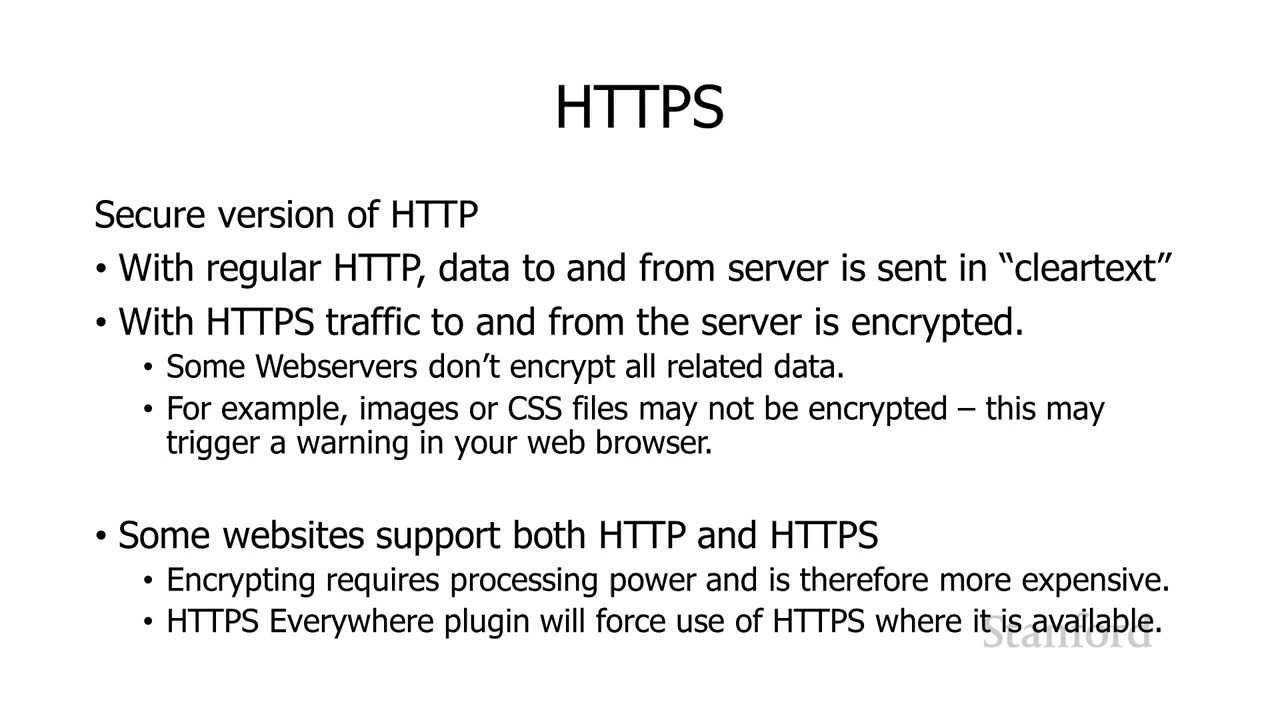 HTTPS
Secure version of HTTP
• With regular HTTP, data to and from server is sent in “cleartext”
• With HTTPS traffic to and from the server is encrypted.
• Some Webservers don’t encrypt all related data.
• For example, images or CSS files may not be encrypted – this may
trigger a warning in your web browser.
• Some websites support both HTTP and HTTPS
• Encrypting requires processing power and is therefore more expensive.
• HTTPS Everywhere plugin will force use of HTTPS where it is available.
Stanford